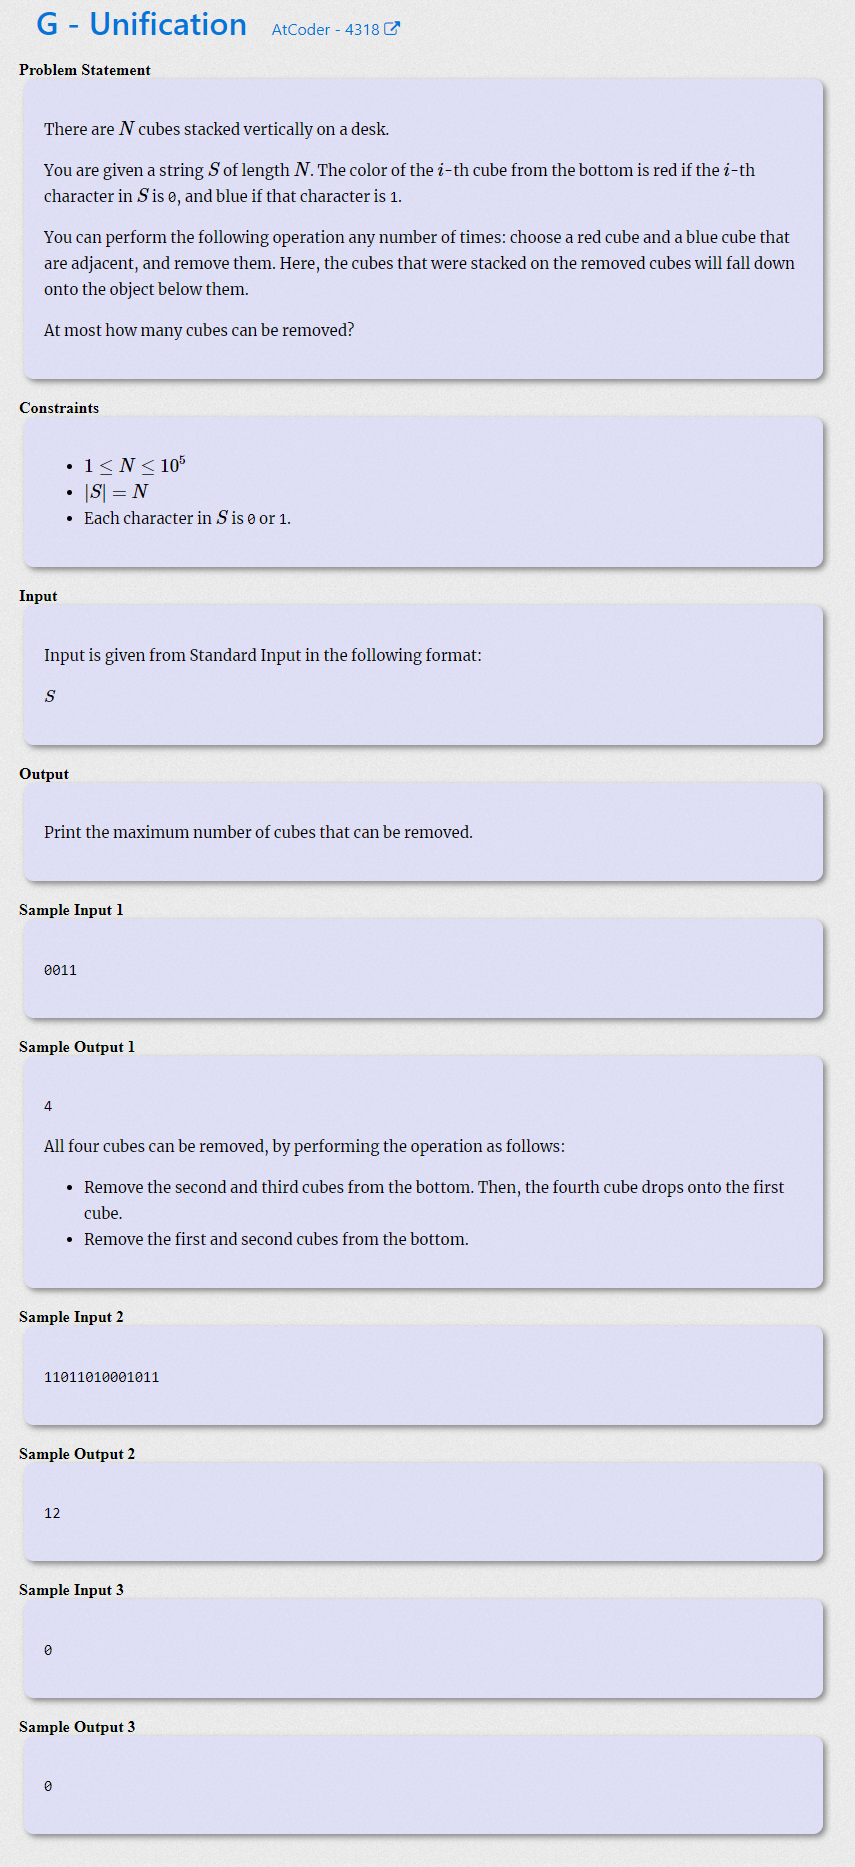 G - Unification AtCoder - 4318
Problem Statement
There are N cubes stacked vertically on a desk.
You are given a string S of length N. The color of the i-th cube from the bottom is red if the i-th
character in S is 0, and blue if that character is 1.
You can perform the following operation any number of times: choose a red cube and a blue cube that
are adjacent, and remove them. Here, the cubes that were stacked on the removed cubes will fall down
onto the object below them.
At most how many cubes can be removed?
Constraints
• 1 ≤ N ≤ 10⁵
• |S| = N
• Each character in S is 0 or 1.
Input
Input is given from Standard Input in the following format:
S
Output
Print the maximum number of cubes that can be removed.
Sample Input 1
0011
Sample Output 1
4
All four cubes can be removed, by performing the operation as follows:
• Remove the second and third cubes from the bottom. Then, the fourth cube drops onto the first
cube.
• Remove the first and second cubes from the bottom.
Sample Input 2
11011010001011
Sample Output 2
12
Sample Input 3
0
Sample Output 3
0